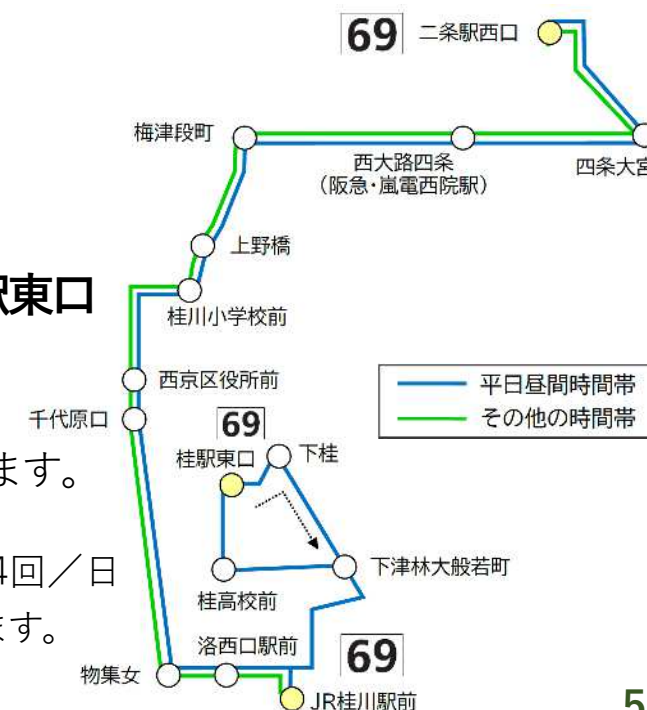 69
二条駅西口
梅津段町
西大路四条
(阪急・嵐電西院駅)
四条大宮
上野橋
駅東口
桂川小学校前
西京区役所前
平日昼間時間帯
その他の時間帯
千代原口
69
桂駅東口
下桂
ます。
4回／日
下津林大般若町
桂高校前
ます。
洛西口駅前
69
物集女
JR桂川駅前
5